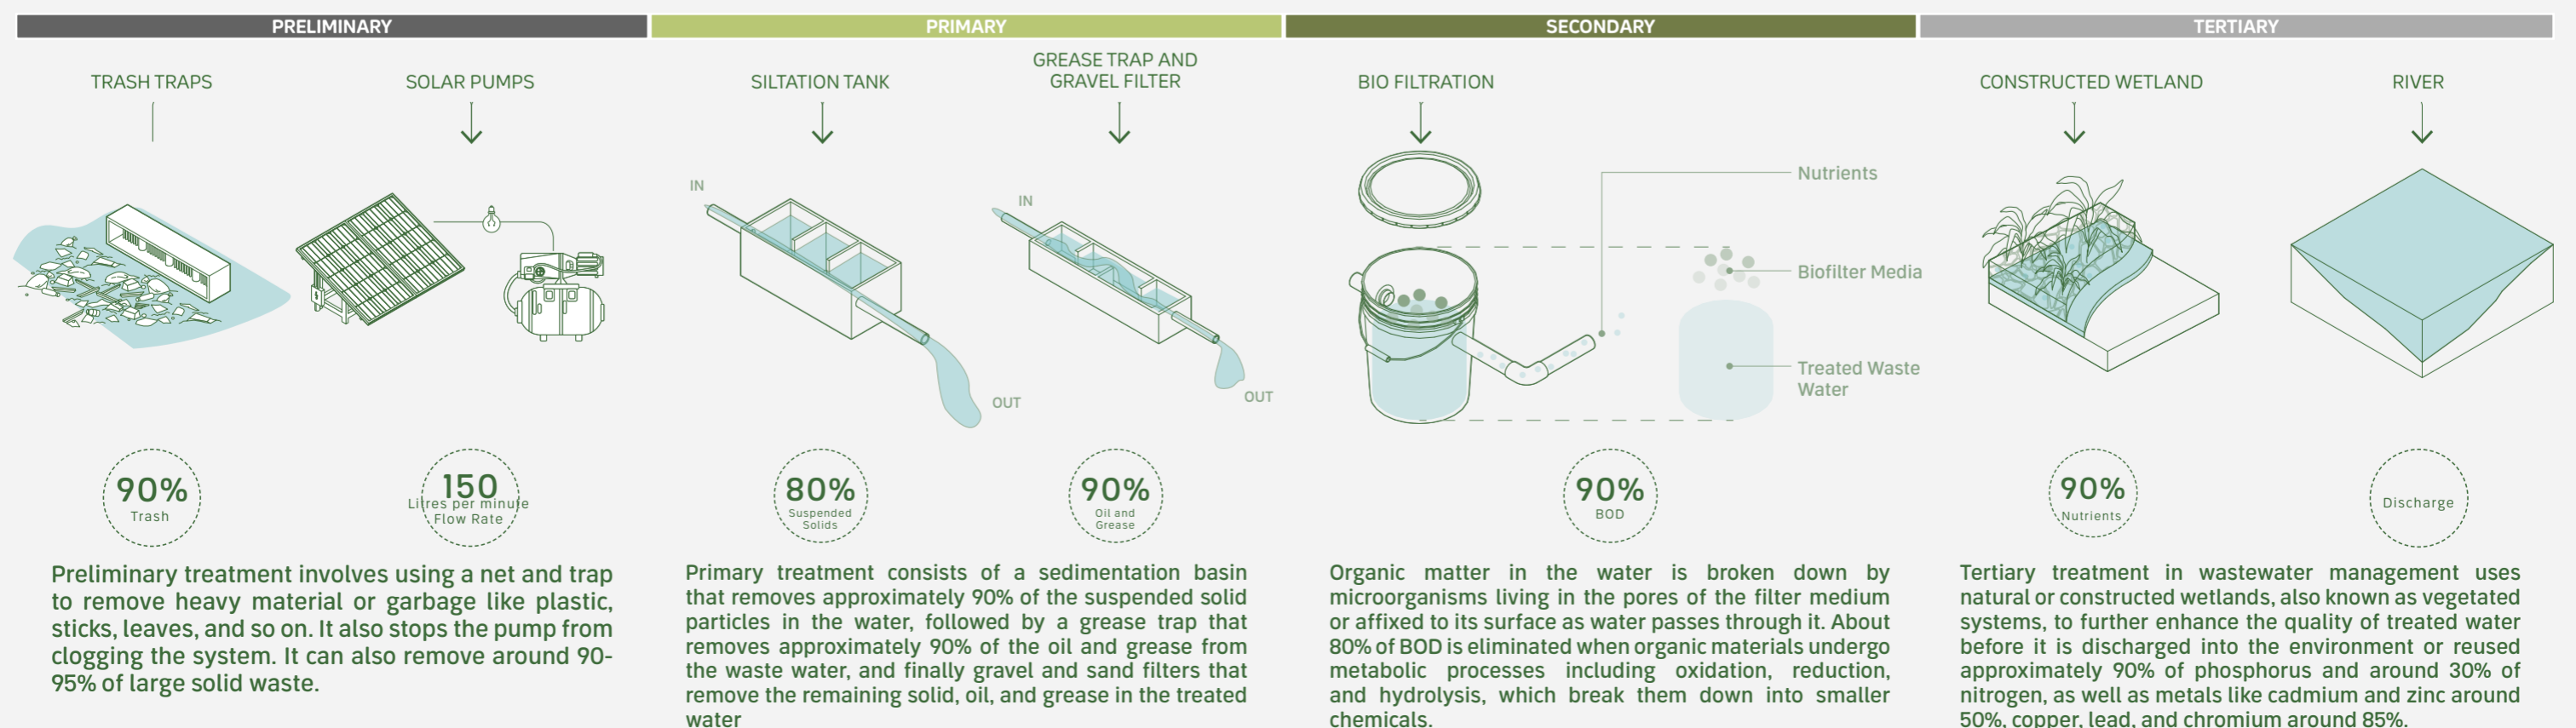 PRELIMINARY
PRIMARY
SECONDARY
TERTIARY
TRASH TRAPS
SOLAR PUMPS
SILTATION TANK
GREASE TRAP AND
GRAVEL FILTER
BIO FILTRATION
CONSTRUCTED WETLAND
RIVER
IN
OUT
IN
OUT
Nutrients
Biofilter Media
Treated Waste
Water
90%
Trash
150
Litres per minute
Flow Rate
80%
Suspended
Solids
90%
Oil and
Grease
90%
BOD
90%
Nutrients
Discharge
Preliminary treatment involves using a net and trap
to remove heavy material or garbage like plastic,
sticks, leaves, and so on. It also stops the pump from
clogging the system. It can also remove around 90-
95% of large solid waste.
Primary treatment consists of a sedimentation basin
that removes approximately 90% of the suspended solid
particles in the water, followed by a grease trap that
removes approximately 90% of the oil and grease from
the waste water, and finally gravel and sand filters that
remove the remaining solid, oil, and grease in the treated
water
Organic matter in the water is broken down by
microorganisms living in the pores of the filter medium
or affixed to its surface as water passes through it. About
80% of BOD is eliminated when organic materials undergo
metabolic processes including oxidation, reduction,
and hydrolysis, which break them down into smaller
chemicals.
Tertiary treatment in wastewater management uses
natural or constructed wetlands, also known as vegetated
systems, to further enhance the quality of treated water
before it is discharged into the environment or reused
approximately 90% of phosphorus and around 30% of
nitrogen, as well as metals like cadmium and zinc around
50%, copper, lead, and chromium around 85%.